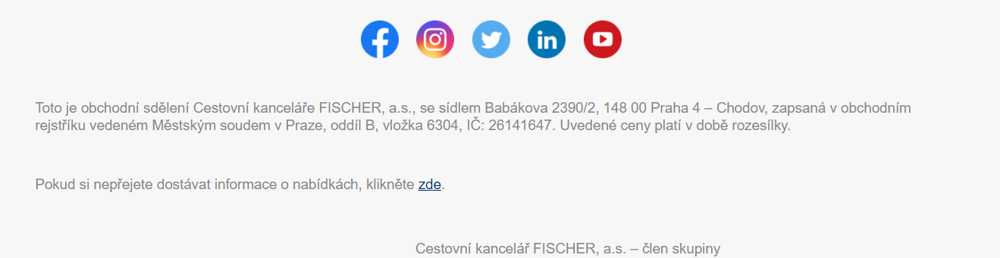 Toto je obchodní sdělení Cestovní kanceláře FISCHER, a.s., se sídlem Babákova 2390/2, 148 00 Praha 4 – Chodov, zapsaná v obchodním
rejstříku vedeném Městským soudem v Praze, oddíl B, vložka 6304, IČ: 26141647. Uvedené ceny platí v době rozesílky.
Pokud si nepřejete dostávat informace o nabídkách, klikněte zde.
Cestovní kancelář FISCHER, a.s. – člen skupiny